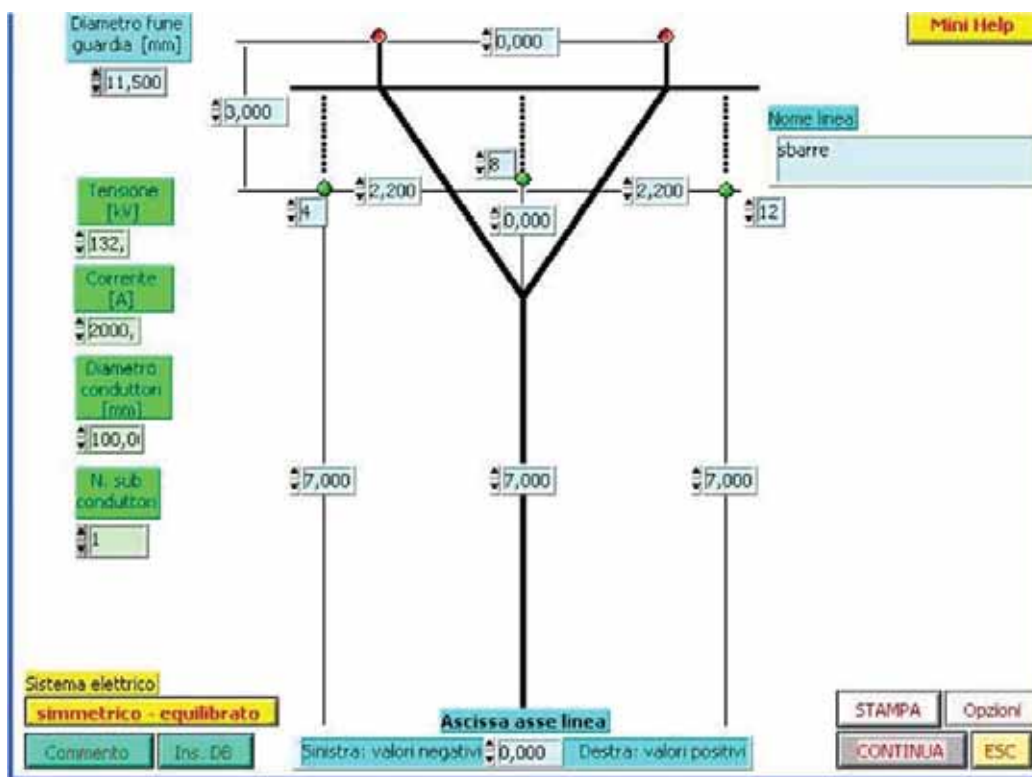 Diametro fune
guardia [mm]
11,500
0,000
Mini Help
3,000
Nome linea
sbarre
8
2,200
2,200
4
0,000
12
Tensione
[kV]
132,
Corrente
[A]
2000,
Diametro
conduttori
[mm]
100,0
N. sub
conduttori
1
7,000
7,000
7,000
Sistema elettrico
simmetrico - equilibrato
Commento
Ins. DB
Ascissa asse linea
Sinistra: valori negativi
0,000
Destra: valori positivi
STAMPA
Opzioni
CONTINUA
ESC